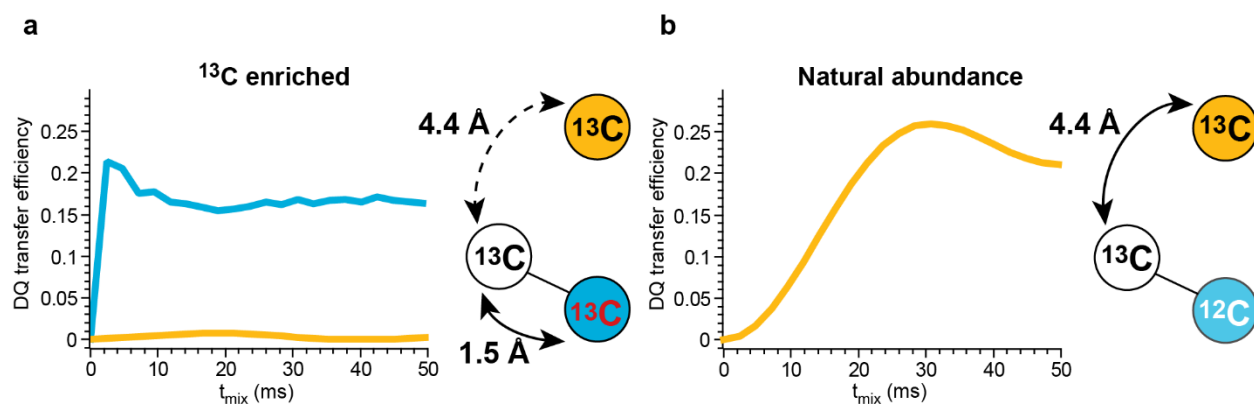 a
¹³C enriched
DQ transfer efficiency
0.25
0.2
0.15
0.1
0.05
0
0 10 20 30 40 50
t_mix (ms)
4.4 Å
¹³C
¹³C
¹³C
1.5 Å
b
Natural abundance
DQ transfer efficiency
0.25
0.2
0.15
0.1
0.05
0
0 10 20 30 40 50
t_mix (ms)
4.4 Å
¹³C
¹³C
¹²C